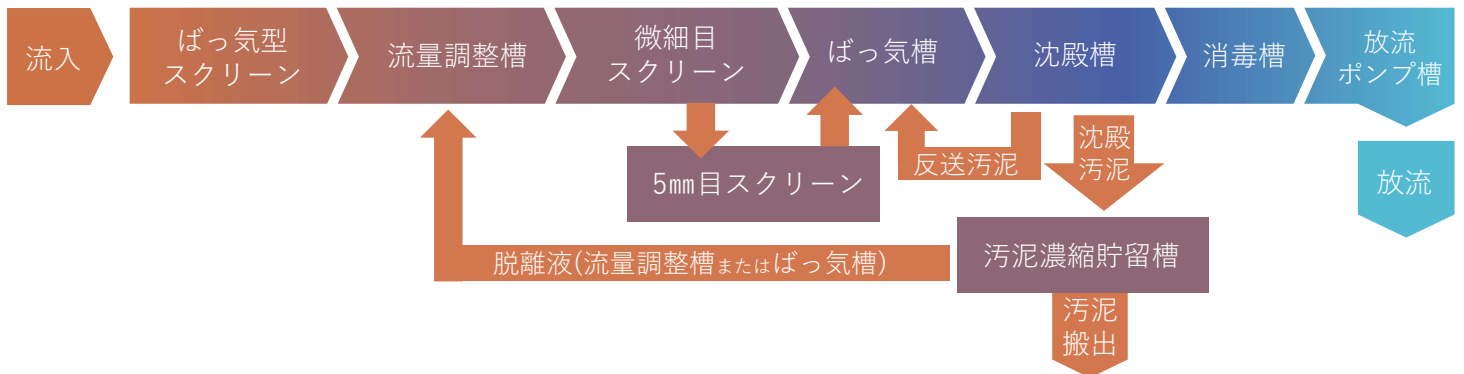 流入
ばっ気型
スクリーン
流量調整槽
微細目
スクリーン
ばっ気槽
沈殿槽
消毒槽
放流
ポンプ槽
5㎜目スクリーン
反送汚泥
沈殿
汚泥
放流
脱離液(流量調整槽またはばっ気槽)
汚泥濃縮貯留槽
汚泥
搬出